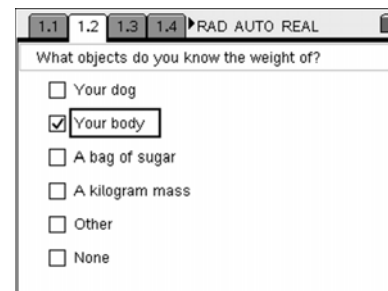 1.1 1.2 1.3 1.4 RAD AUTO REAL
What objects do you know the weight of?
Your dog
Your body
A bag of sugar
A kilogram mass
Other
None